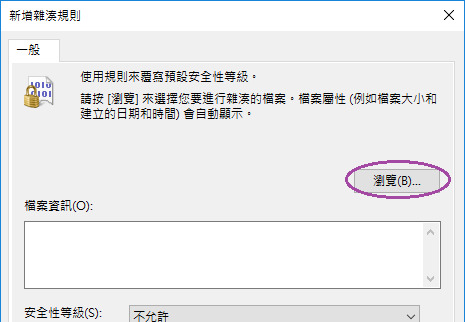 新增雜湊規則
一般
使用規則來覆寫預設安全性等級。
請按 [瀏覽] 來選擇您要進行雜湊的檔案。檔案屬性 (例如檔案大小和
建立的日期和時間) 會自動顯示。
瀏覽(B)...
檔案資訊(O):
安全性等級(S):
不允許